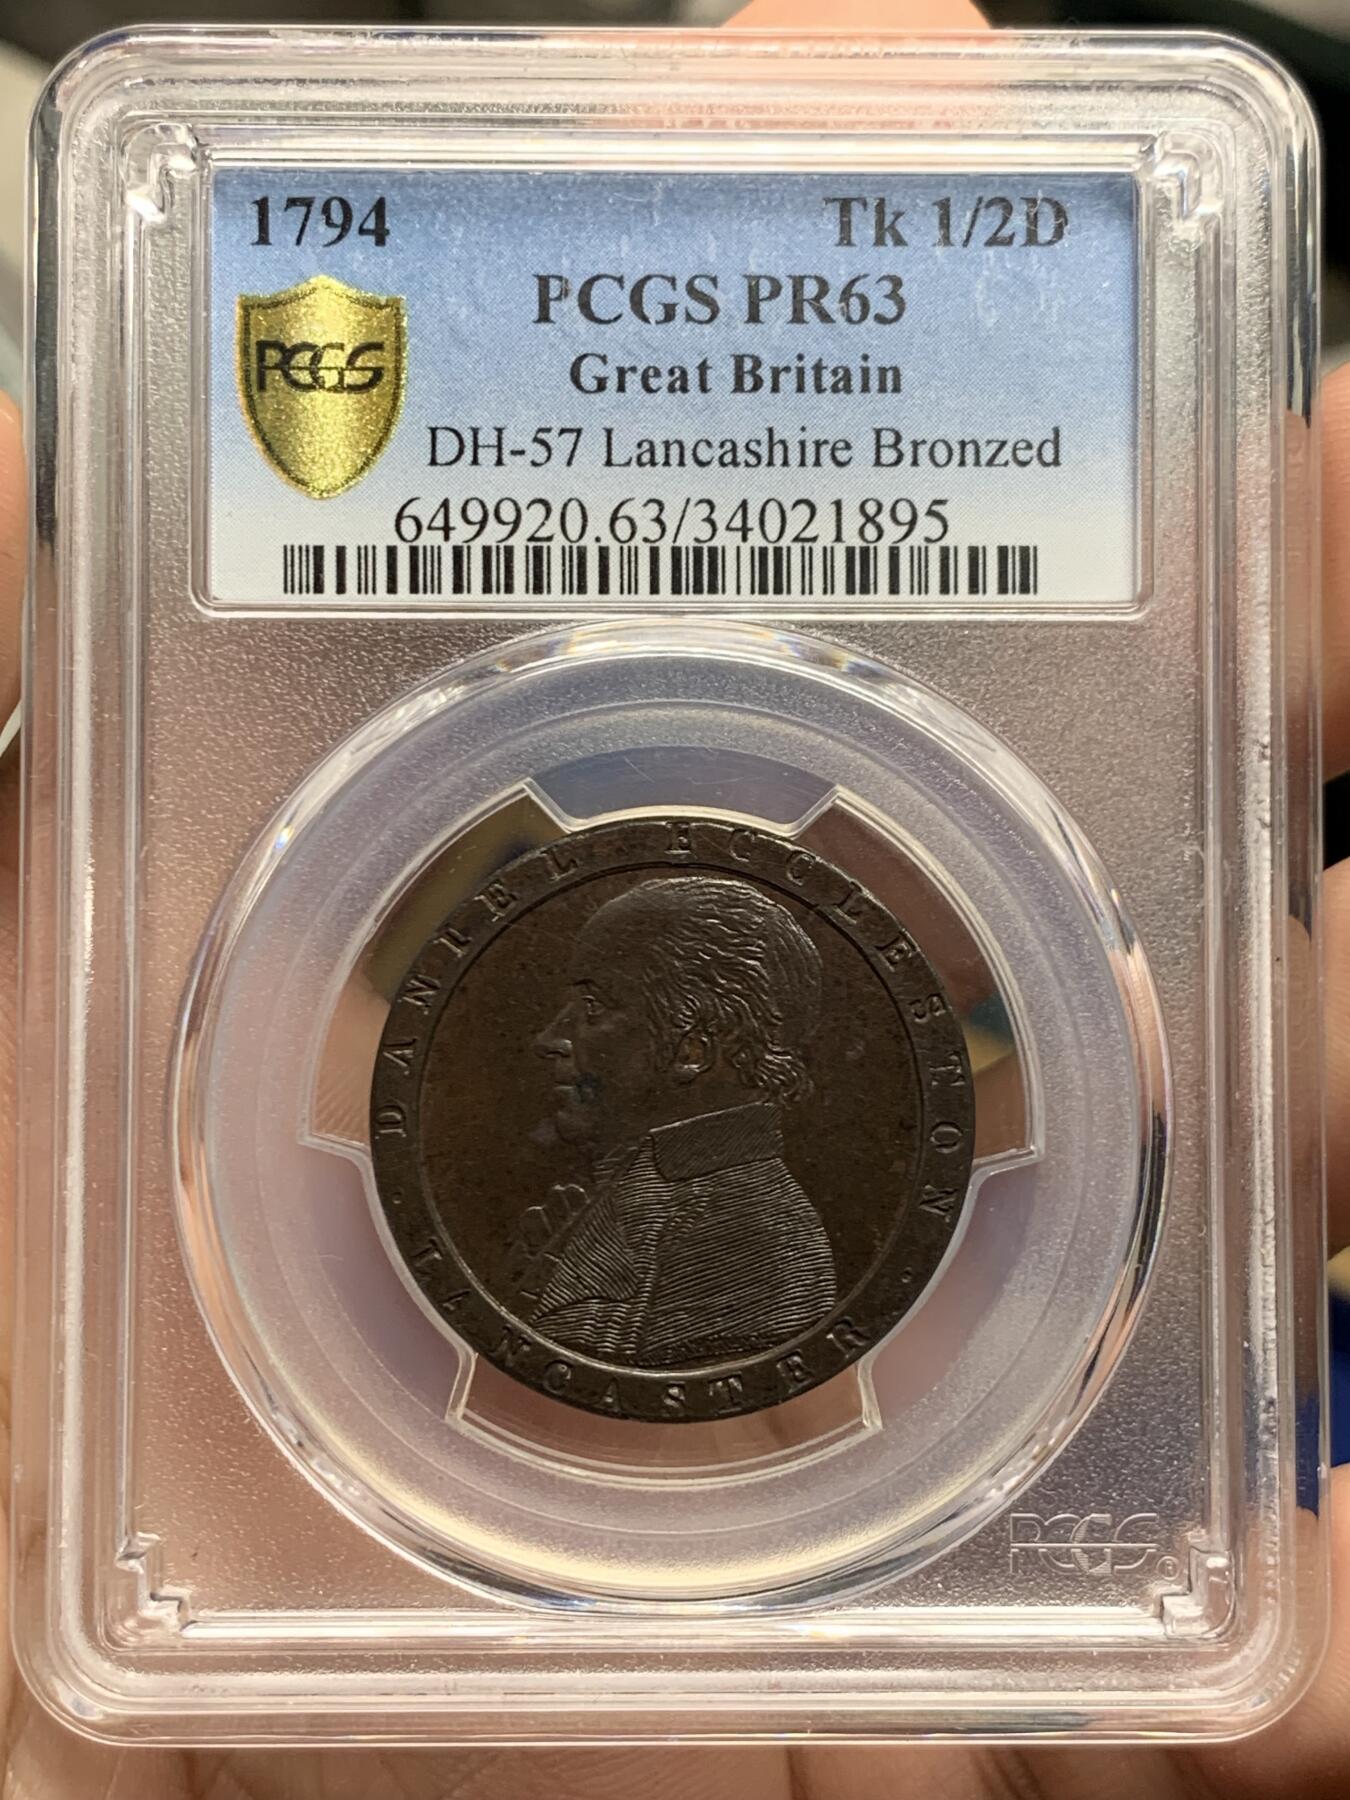 1794 Tk 1/2D
PCGS PR63
PCGS
Great Britain
DH-57 Lancashire Bronzed
649920.63/34021895
DANIEL ECCLESTON
· LANCASTER ·
PCGS